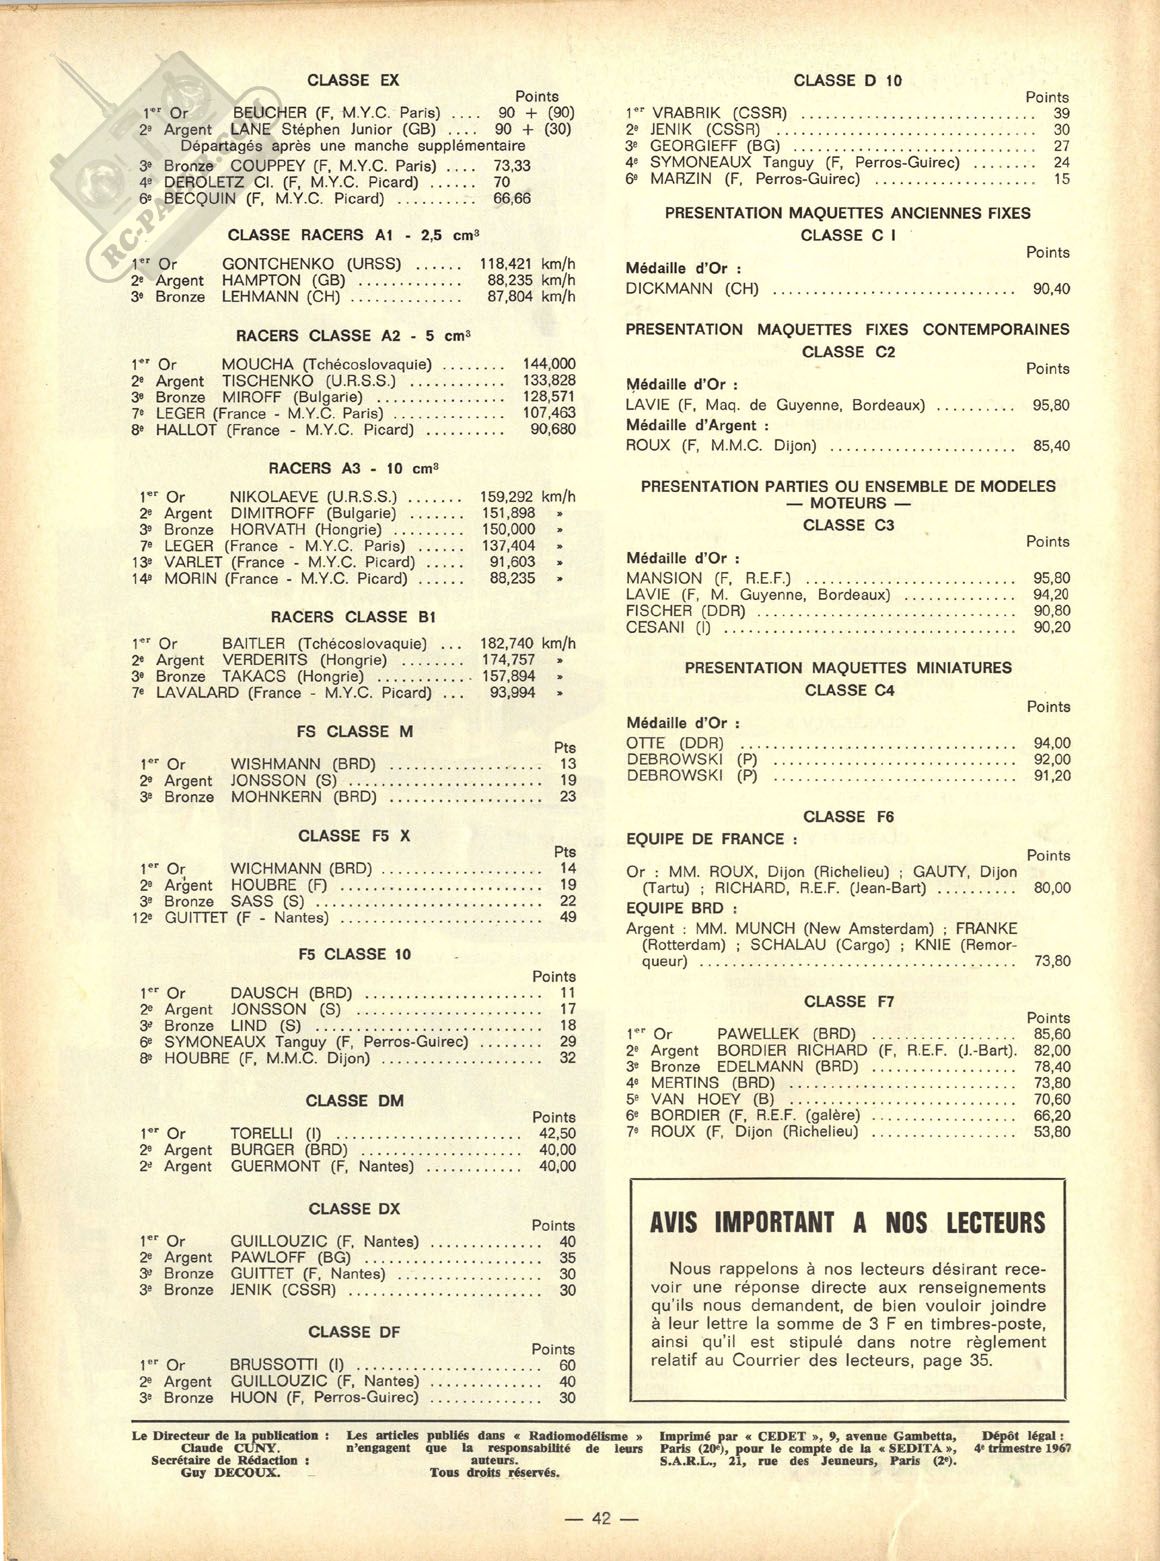 RC-PAPER.COM
CLASSE EX
Points
1er Or BEUCHER (F, M.Y.C. Paris) .... 90 + (90)
2e Argent LANE Stéphen Junior (GB) .... 90 + (30)
Départagés après une manche supplémentaire
3e Bronze COUPPEY (F, M.Y.C. Paris) .... 73,33
4e DEROLETZ Cl. (F, M.Y.C. Picard) ...... 70
6e BECQUIN (F, M.Y.C. Picard) .......... 66,66
CLASSE RACERS A1 - 2,5 cm³
1er Or GONTCHENKO (URSS) ...... 118,421 km/h
2e Argent HAMPTON (GB) ............. 88,235 km/h
3e Bronze LEHMANN (CH) .............. 87,804 km/h
RACERS CLASSE A2 - 5 cm³
1er Or MOUCHA (Tchécoslovaquie) ........ 144,000
2e Argent TISCHENKO (U.R.S.S.) ............ 133,828
3e Bronze MIROFF (Bulgarie) ................ 128,571
7e LEGER (France - M.Y.C. Paris) .............. 107,463
8e HALLOT (France - M.Y.C. Picard) .......... 90,680
RACERS A3 - 10 cm³
1er Or NIKOLAEVE (U.R.S.S.) ....... 159,292 km/h
2e Argent DIMITROFF (Bulgarie) ....... 151,898 »
3e Bronze HORVATH (Hongrie) ......... 150,000 »
7e LEGER (France - M.Y.C. Paris) ...... 137,404 »
13e VARLET (France - M.Y.C. Picard) ..... 91,603 »
14e MORIN (France - M.Y.C. Picard) ...... 88,235 »
RACERS CLASSE B1
1er Or BAITLER (Tchécoslovaquie) ... 182,740 km/h
2e Argent VERDERITS (Hongrie) ........ 174,757 »
3e Bronze TAKACS (Hongrie) ............ 157,894 »
7e LAVALARD (France - M.Y.C. Picard) ... 93,994 »
FS CLASSE M
Pts
1er Or WISHMANN (BRD) ................... 13
2e Argent JONSSON (S) ........................ 19
3e Bronze MOHNKERN (BRD) ................... 23
CLASSE F5 X
Pts
1er Or WICHMANN (BRD) .................... 14
2e Argent HOUBRE (F) ......................... 19
3e Bronze SASS (S) ............................ 22
12e GUITTET (F - Nantes) ......................... 49
F5 CLASSE 10
Points
1er Or DAUSCH (BRD) ...................... 11
2e Argent JONSSON (S) ....................... 17
3e Bronze LIND (S) ............................ 18
6e SYMONEAUX Tanguy (F, Perros-Guirec) ........ 29
8e HOUBRE (F, M.M.C. Dijon) .................... 32
CLASSE DM
Points
1er Or TORELLI (I) ....................... 42,50
2e Argent BURGER (BRD) .................... 40,00
2e Argent GUERMONT (F, Nantes) ............ 40,00
CLASSE DX
Points
1er Or GUILLOUZIC (F, Nantes) .............. 40
2e Argent PAWLOFF (BG) ...................... 35
3e Bronze GUITTET (F, Nantes) .................. 30
3e Bronze JENIK (CSSR) ........................ 30
CLASSE DF
Points
1er Or BRUSSOTTI (I) ....................... 60
2e Argent GUILLOUZIC (F, Nantes) .............. 40
3e Bronze HUON (F, Perros-Guirec) .............. 30
CLASSE D 10
Points
1er VRABRIK (CSSR) ............................. 39
2e JENIK (CSSR) ................................ 30
3e GEORGIEFF (BG) .............................. 27
4e SYMONEAUX Tanguy (F, Perros-Guirec) ........ 24
6e MARZIN (F, Perros-Guirec) .................... 15
PRESENTATION MAQUETTES ANCIENNES FIXES
CLASSE C I
Points
Médaille d'Or :
DICKMANN (CH) .............................. 90,40
PRESENTATION MAQUETTES FIXES CONTEMPORAINES
CLASSE C2
Points
Médaille d'Or :
LAVIE (F, Maq. de Guyenne, Bordeaux) .......... 95,80
Médaille d'Argent :
ROUX (F, M.M.C. Dijon) ....................... 85,40
PRESENTATION PARTIES OU ENSEMBLE DE MODELES
— MOTEURS —
CLASSE C3
Points
Médaille d'Or :
MANSION (F, R.E.F.) .......................... 95,80
LAVIE (F, M. Guyenne, Bordeaux) .............. 94,20
FISCHER (DDR) ................................ 90,80
CESANI (I) .................................... 90,20
PRESENTATION MAQUETTES MINIATURES
CLASSE C4
Points
Médaille d'Or :
OTTE (DDR) .................................. 94,00
DEBROWSKI (P) .............................. 92,00
DEBROWSKI (P) .............................. 91,20
CLASSE F6
EQUIPE DE FRANCE :
Points
Or : MM. ROUX, Dijon (Richelieu) ; GAUTY, Dijon
(Tartu) ; RICHARD, R.E.F. (Jean-Bart) .......... 80,00
EQUIPE BRD :
Argent : MM. MUNCH (New Amsterdam) ; FRANKE
(Rotterdam) ; SCHALAU (Cargo) ; KNIE (Remor-
queur) ....................................... 73,80
CLASSE F7
Points
1er Or PAWELLEK (BRD) .................. 85,60
2e Argent BORDIER RICHARD (F, R.E.F. (J.-Bart). 82,00
3e Bronze EDELMANN (BRD) .................. 78,40
4e MERTINS (BRD) ............................ 73,80
5e VAN HOEY (B) ............................ 70,60
6e BORDIER (F, R.E.F. (galère) .................. 66,20
7e ROUX (F, Dijon (Richelieu) .................. 53,80
AVIS IMPORTANT A NOS LECTEURS
Nous rappelons à nos lecteurs désirant rece-
voir une réponse directe aux renseignements
qu'ils nous demandent, de bien vouloir joindre
à leur lettre la somme de 3 F en timbres-poste,
ainsi qu'il est stipulé dans notre règlement
relatif au Courrier des lecteurs, page 35.
Le Directeur de la publication :
Claude CUNY.
Secrétaire de Rédaction :
Guy DECOUX.
Les articles publiés dans « Radiomodélisme »
n'engagent que la responsabilité de leurs
auteurs.
Tous droits réservés.
Imprimé par « CEDET », 9, avenue Gambetta,
Paris (20e), pour le compte de la « SEDITA »,
S.A.R.L., 21, rue des Jeuneurs, Paris (2e).
Dépôt légal :
4e trimestre 1967
— 42 —